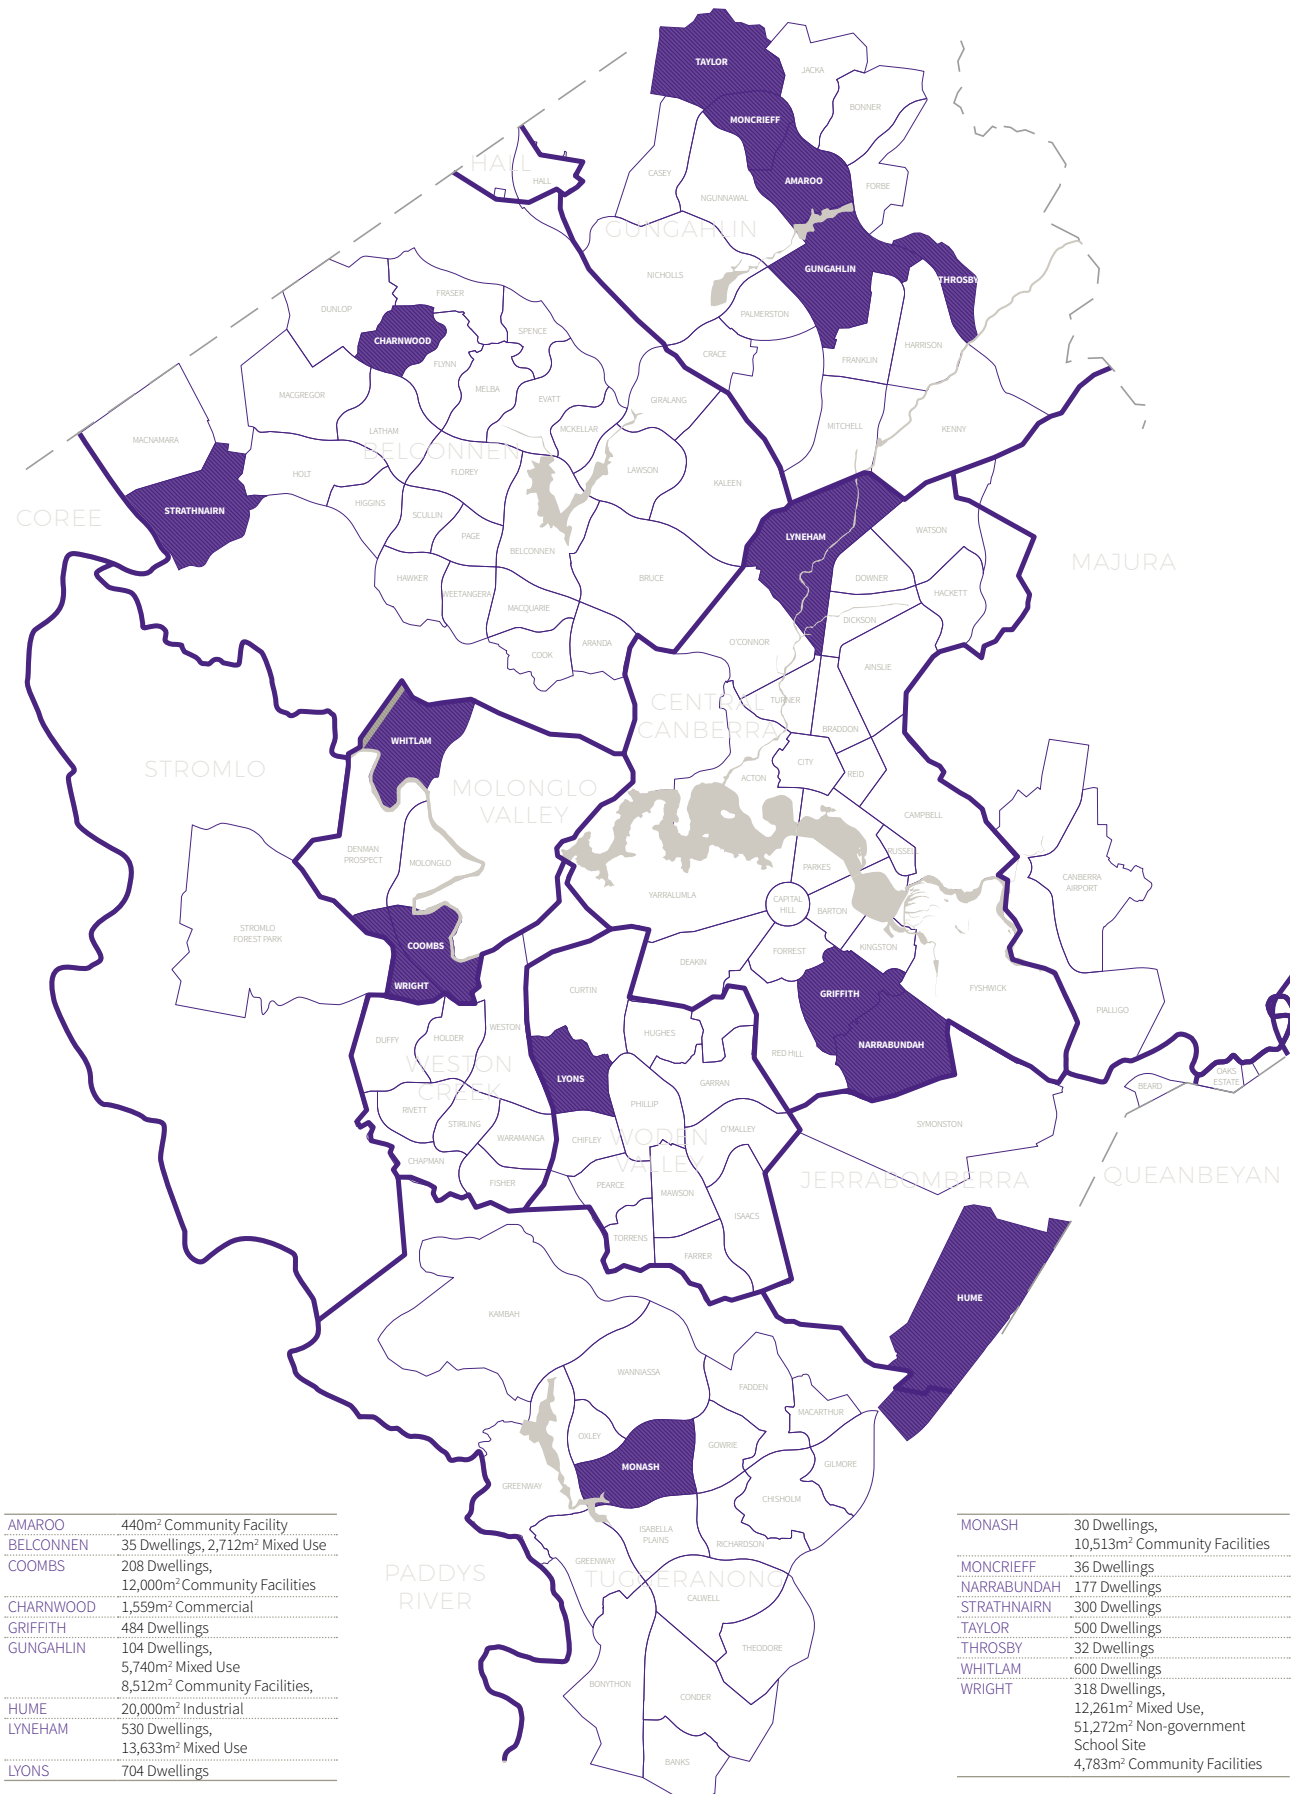 TAYLOR
JACKA
MONCRIEFF
BONNER
HALL
HALL
CASEY
AMAROO
FORBE
NGUNNAWAL
GUNGAHLIN
NICHOLLS
GUNGAHLIN
THROSBY
DUNLOP
FRASER
PALMERSTON
CHARNWOOD
SPENCE
FLYNN
CRACE
FRANKLIN
HARRISON
MACGREGOR
MELBA
EVATT
GIRALANG
MACNAMARA
LATHAM
MCKELLAR
MITCHELL
KENNY
BELCONNEN
HOLT
FLOREY
LAWSON
KALEEN
HIGGINS
COREE
STRATHNAIRN
SCULLIN
PAGE
LYNEHAM
WATSON
BELCONNEN
MAJURA
HAWKER
WEETANGERA
BRUCE
DOWNER
HACKETT
MACQUARIE
DICKSON
COOK
ARANDA
O'CONNOR
AINSLIE
CENTRAL
CANBERRA
TURNER
BRADDON
WHITLAM
STROMLO
MOLONGLO
VALLEY
CITY
REID
ACTON
CAMPBELL
DENMAN
PROSPECT
MOLONGLO
RUSSELL
PARKES
CANBERRA
AIRPORT
YARRALUMLA
CAPITAL
HILL
BARTON
STROMLO
FOREST PARK
COOMBS
FORREST
KINGSTON
DEAKIN
WRIGHT
CURTIN
GRIFFITH
FYSHWICK
PIALLIGO
WESTON
DUFFY
HOLDER
HUGHES
RED HILL
NARRABUNDAH
WESTON
CREEK
LYONS
GARRAN
OAKS
ESTATE
BEARD
RIVETT
STIRLING
PHILLIP
WARAMANGA
CHIFLEY
WODEN
VALLEY
O'MALLEY
SYMONSTON
CHAPMAN
FISHER
PEARCE
MAWSON
JERRABOMBERRA
QUEANBEYAN
TORRENS
ISAACS
FARRER
HUME
KAMBAH
WANNIASSA
FADDEN
MACARTHUR
OXLEY
GOWRIE
MONASH
GILMORE
GREENWAY
CHISHOLM
ISABELLA
PLAINS
RICHARDSON
GREENWAY
PADDYS
RIVER
TUGGERANONG
CALWELL
THEODORE
BONYTHON
CONDER
BANKS
AMAROO 440m² Community Facility
BELCONNEN 35 Dwellings, 2,712m² Mixed Use
COOMBS 208 Dwellings,
12,000m² Community Facilities
CHARNWOOD 1,559m² Commercial
GRIFFITH 484 Dwellings
GUNGAHLIN 104 Dwellings,
5,740m² Mixed Use
8,512m² Community Facilities,
HUME 20,000m² Industrial
LYNEHAM 530 Dwellings,
13,633m² Mixed Use
LYONS 704 Dwellings
MONASH 30 Dwellings,
10,513m² Community Facilities
MONCRIEFF 36 Dwellings
NARRABUNDAH 177 Dwellings
STRATHNAIRN 300 Dwellings
TAYLOR 500 Dwellings
THROSBY 32 Dwellings
WHITLAM 600 Dwellings
WRIGHT 318 Dwellings,
12,261m² Mixed Use,
51,272m² Non-government
School Site
4,783m² Community Facilities